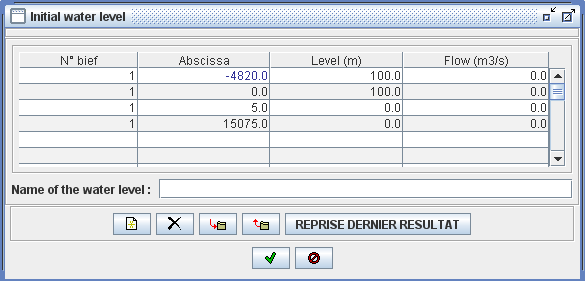 Initial water level
N° bief Abscissa Level (m) Flow (m3/s)
1 -4820.0 100.0 0.0
1 0.0 100.0 0.0
1 5.0 0.0 0.0
1 15075.0 0.0 0.0
Name of the water level :
REPRISE DERNIER RESULTAT